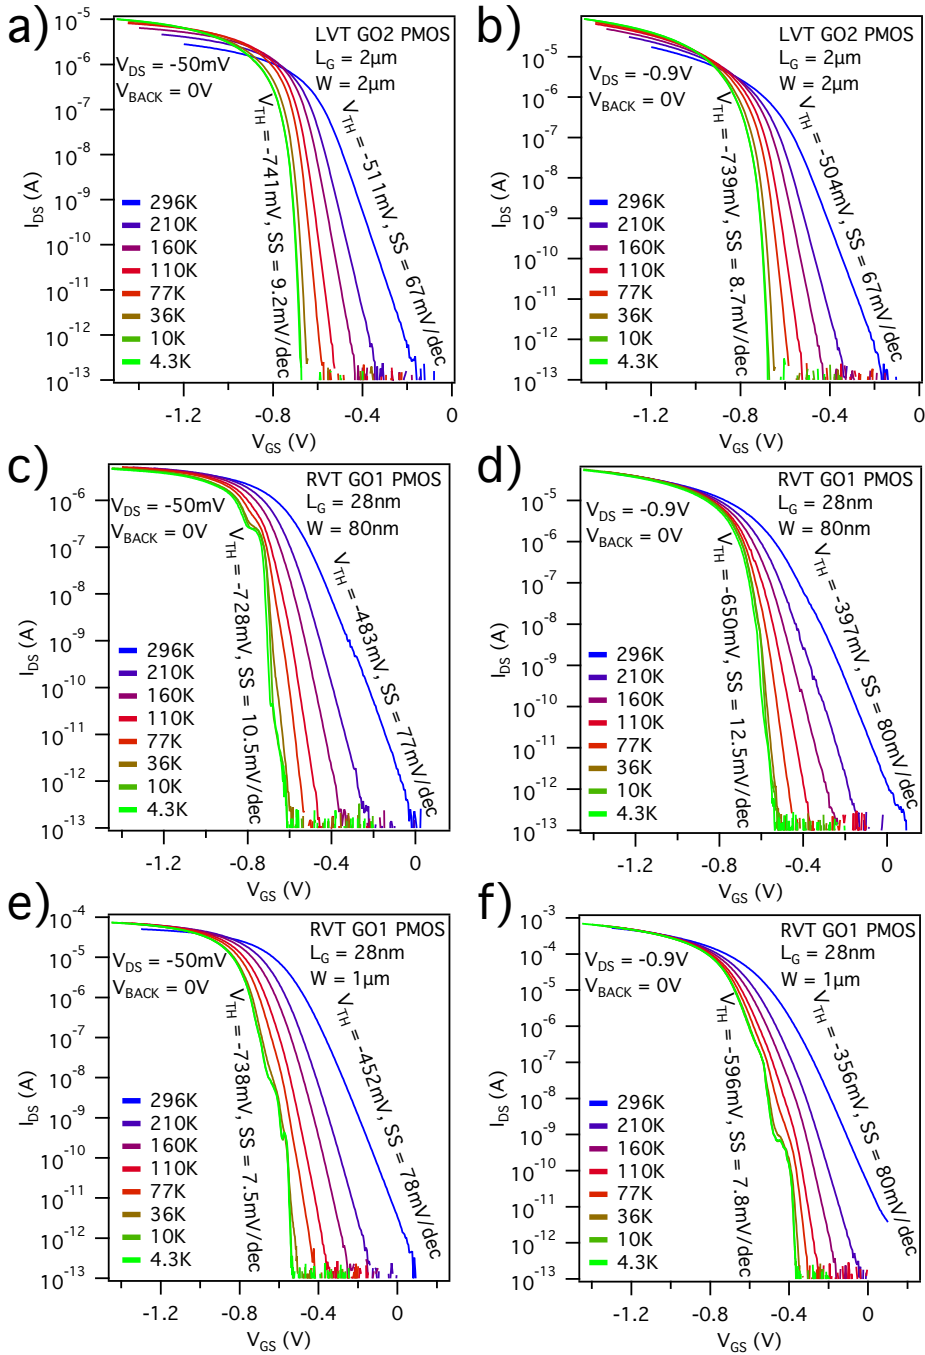 a)
LVT GO2 PMOS
L_G = 2µm
W = 2µm
V_DS = -50mV
V_BACK = 0V
V_TH = -741mV, SS = 9.2mV/dec
V_TH = -511mV, SS = 67mV/dec
296K
210K
160K
110K
77K
36K
10K
4.3K
I_DS (A)
10^-5
10^-6
10^-7
10^-8
10^-9
10^-10
10^-11
10^-12
10^-13
-1.2 -0.8 -0.4 0
V_GS (V)
b)
LVT GO2 PMOS
L_G = 2µm
W = 2µm
V_DS = -0.9V
V_BACK = 0V
V_TH = -739mV, SS = 8.7mV/dec
V_TH = -504mV, SS = 67mV/dec
296K
210K
160K
110K
77K
36K
10K
4.3K
I_DS (A)
10^-5
10^-6
10^-7
10^-8
10^-9
10^-10
10^-11
10^-12
10^-13
-1.2 -0.8 -0.4 0
V_GS (V)
c)
RVT GO1 PMOS
L_G = 28nm
W = 80nm
V_DS = -50mV
V_BACK = 0V
V_TH = -728mV, SS = 10.5mV/dec
V_TH = -483mV, SS = 77mV/dec
296K
210K
160K
110K
77K
36K
10K
4.3K
I_DS (A)
10^-6
10^-7
10^-8
10^-9
10^-10
10^-11
10^-12
10^-13
-1.2 -0.8 -0.4 0
V_GS (V)
d)
RVT GO1 PMOS
L_G = 28nm
W = 80nm
V_DS = -0.9V
V_BACK = 0V
V_TH = -650mV, SS = 12.5mV/dec
V_TH = -397mV, SS = 80mV/dec
296K
210K
160K
110K
77K
36K
10K
4.3K
I_DS (A)
10^-5
10^-6
10^-7
10^-8
10^-9
10^-10
10^-11
10^-12
10^-13
-1.2 -0.8 -0.4 0
V_GS (V)
e)
RVT GO1 PMOS
L_G = 28nm
W = 1µm
V_DS = -50mV
V_BACK = 0V
V_TH = -738mV, SS = 7.5mV/dec
V_TH = -452mV, SS = 78mV/dec
296K
210K
160K
110K
77K
36K
10K
4.3K
I_DS (A)
10^-4
10^-5
10^-6
10^-7
10^-8
10^-9
10^-10
10^-11
10^-12
10^-13
-1.2 -0.8 -0.4 0
V_GS (V)
f)
RVT GO1 PMOS
L_G = 28nm
W = 1µm
V_DS = -0.9V
V_BACK = 0V
V_TH = -596mV, SS = 7.8mV/dec
V_TH = -356mV, SS = 80mV/dec
296K
210K
160K
110K
77K
36K
10K
4.3K
I_DS (A)
10^-3
10^-4
10^-5
10^-6
10^-7
10^-8
10^-9
10^-10
10^-11
10^-12
10^-13
-1.2 -0.8 -0.4 0
V_GS (V)